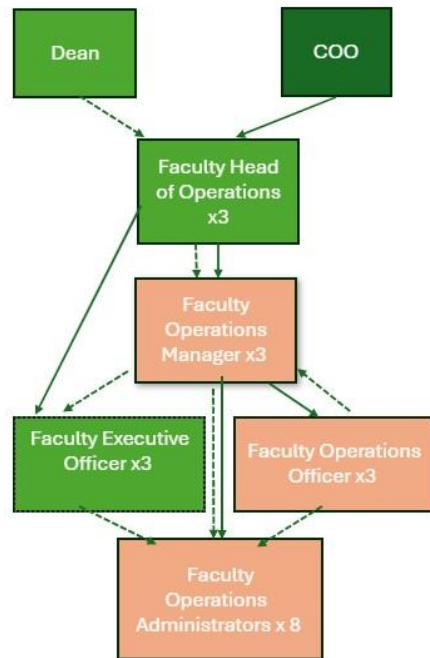 Dean
COO
Faculty Head
of Operations
x3
Faculty
Operations
Manager x3
Faculty Executive
Officer x3
Faculty Operations
Officer x3
Faculty
Operations
Administrators x 8